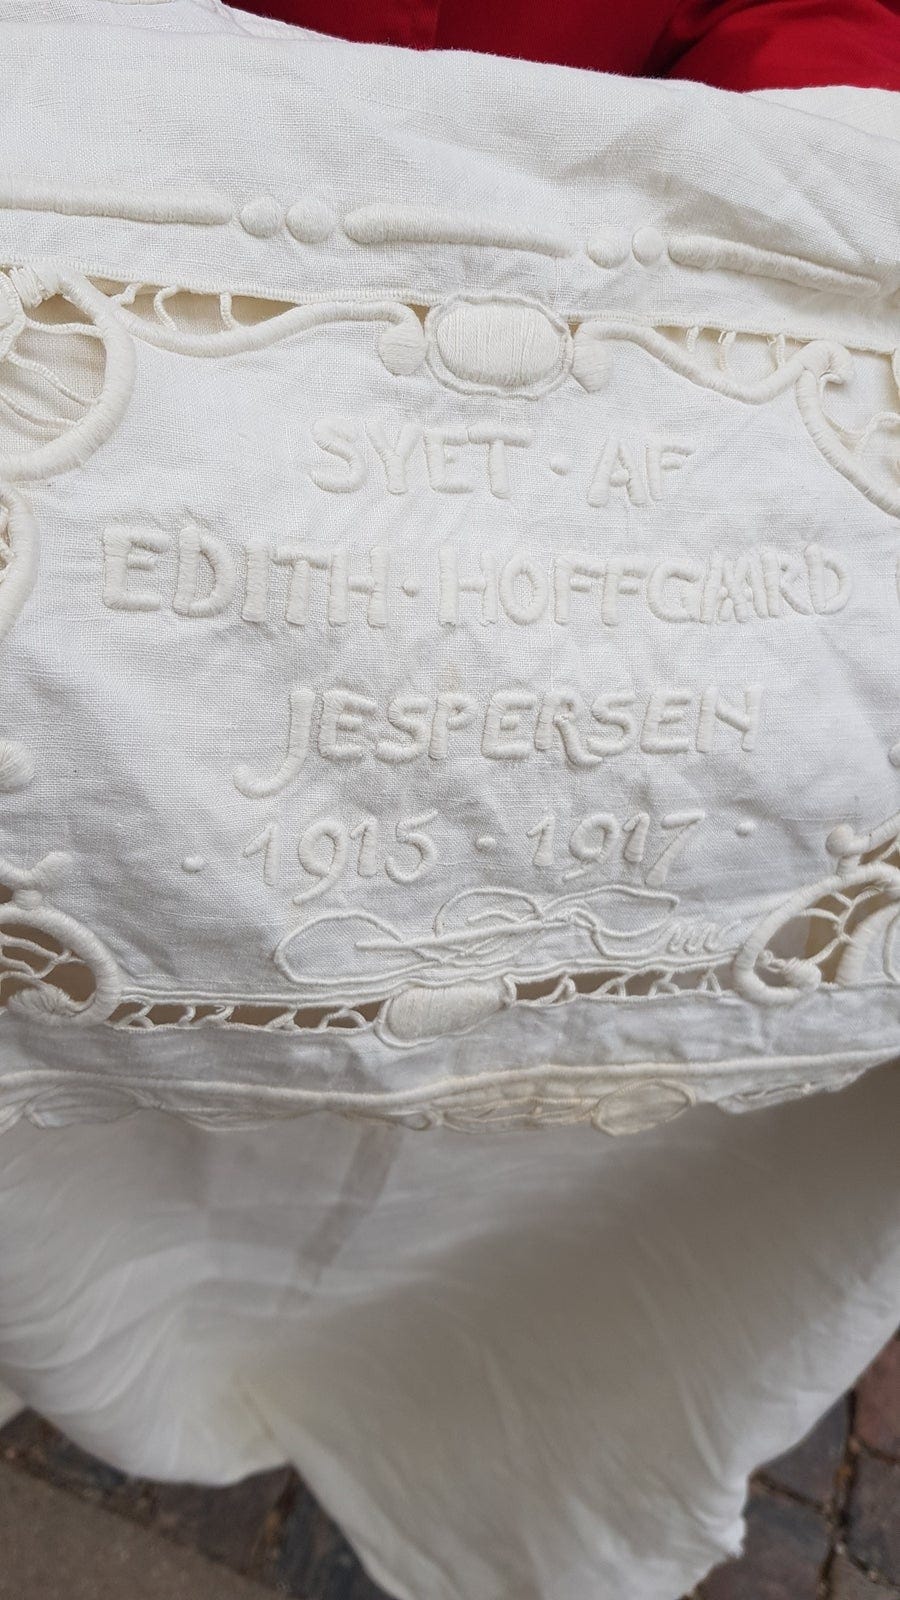 SYET · AF
EDITH · HOFFGAARD
JESPERSEN
· 1915 · 1917 ·